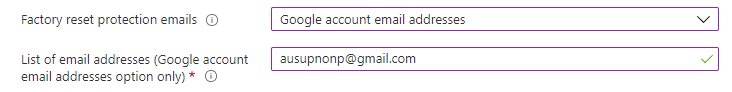 Factory reset protection emails
Google account email addresses
List of email addresses (Google account
email addresses option only) *
ausupnonp@gmail.com